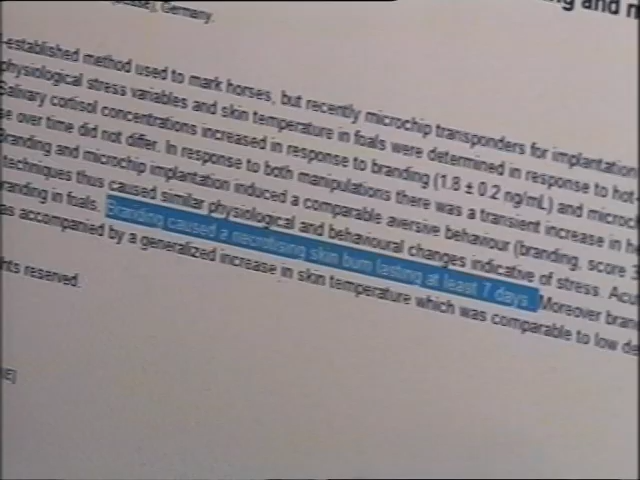 ng and m
Germany.
-established method used to mark horses, but recently microchip transponders for implantation
physiological stress variables and skin temperature in foals were determined in response to hot
Salivary cortisol concentrations increased in response to branding (1.8 ± 0.2 ng/mL) and microch
se over time did not differ. In response to both manipulations there was a transient increase in h
Branding and microchip implantation induced a comparable aversive behaviour (branding, score 3
techniques thus caused similar physiological and behavioural changes indicative of stress. Acu
randing in foals. Branding caused a necrotising skin burn lasting at least 7 days. Moreover bran
as accompanied by a generalized increase in skin temperature which was comparable to low de
hts reserved.